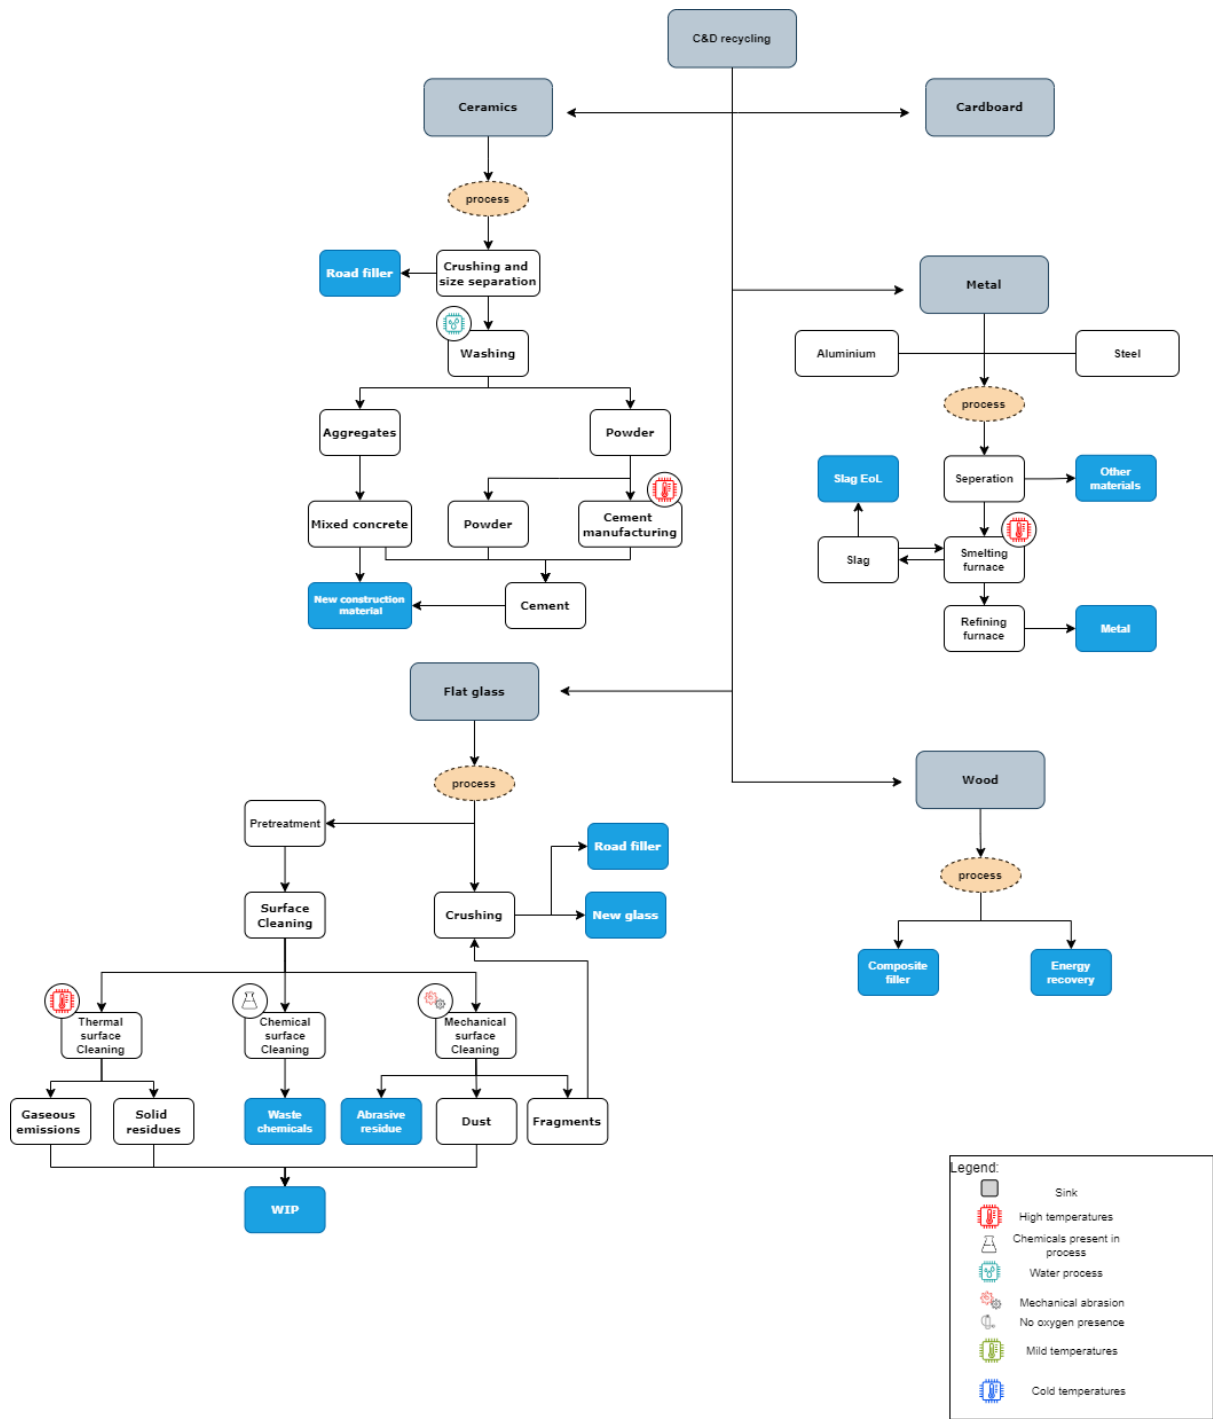 C&D recycling
Ceramics
Cardboard
process
Road filler
Crushing and
size separation
Metal
Washing
Aluminium
Steel
process
Aggregates
Powder
Slag EoL
Seperation
Other
materials
Mixed concrete
Powder
Cement
manufacturing
Slag
Smelting
furnace
New construction
material
Cement
Refining
furnace
Metal
Flat glass
process
Wood
Pretreatment
Road filler
process
Surface
Cleaning
Crushing
New glass
Composite
filler
Energy
recovery
Thermal
surface
Cleaning
Chemical
surface
Cleaning
Mechanical
surface
Cleaning
Gaseous
emissions
Solid
residues
Waste
chemicals
Abrasive
residue
Dust
Fragments
WIP
Legend:
Sink
High temperatures
Chemicals present in
process
Water process
Mechanical abrasion
No oxygen presence
Mild temperatures
Cold temperatures